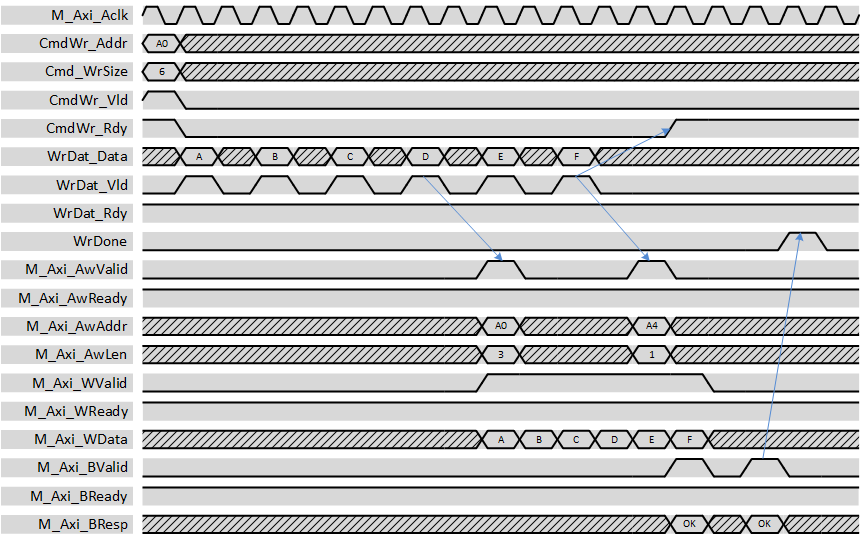 M_Axi_Aclk
CmdWr_Addr A0
Cmd_WrSize 6
CmdWr_Vld
CmdWr_Rdy
WrDat_Data A B C D E F
WrDat_Vld
WrDat_Rdy
WrDone
M_Axi_AwValid
M_Axi_AwReady
M_Axi_AwAddr A0 A4
M_Axi_AwLen 3 1
M_Axi_WValid
M_Axi_WReady
M_Axi_WData A B C D E F
M_Axi_BValid
M_Axi_BReady
M_Axi_BResp OK OK